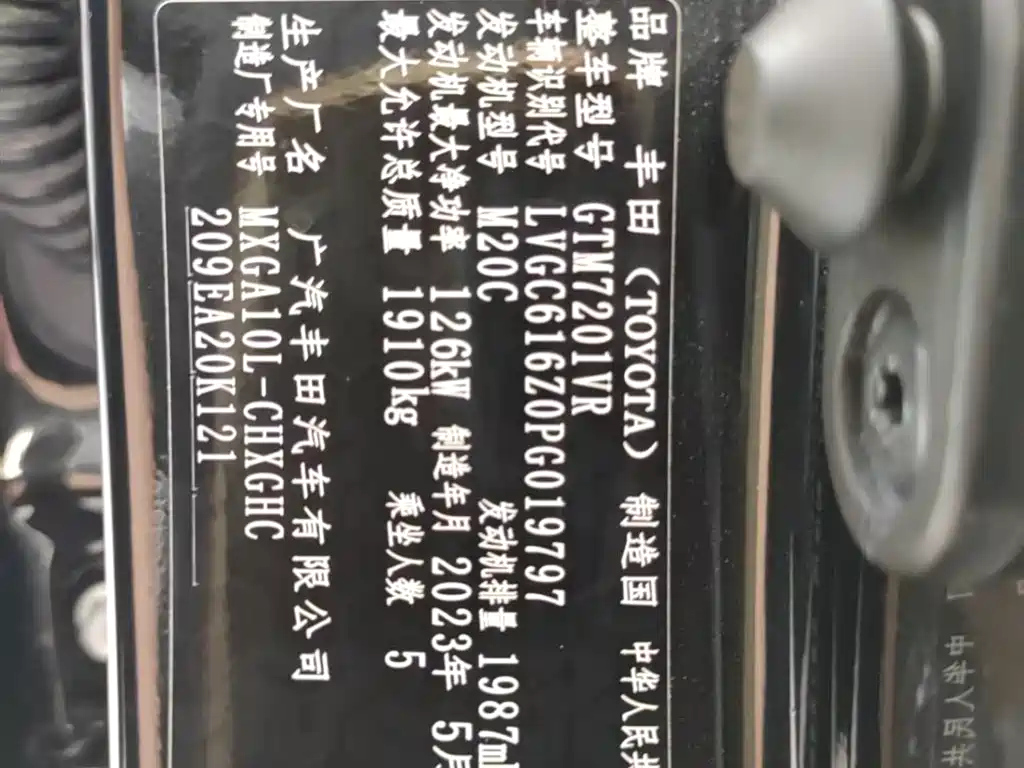 品牌 丰田(TOYOTA) 制造国 中华人民共
整车型号 GTM7201VR
车辆识别代号 LVGC616Z0PG019797
发动机型号 M20C 发动机排量 1987ml
发动机最大净功率 126kW 制造年月 2023年 5月
最大允许总质量 1910kg 乘坐人数 5
生产厂名 广汽丰田汽车有限公司
制造厂专用号 MXGA10L-CHXGHC
209EA20K121